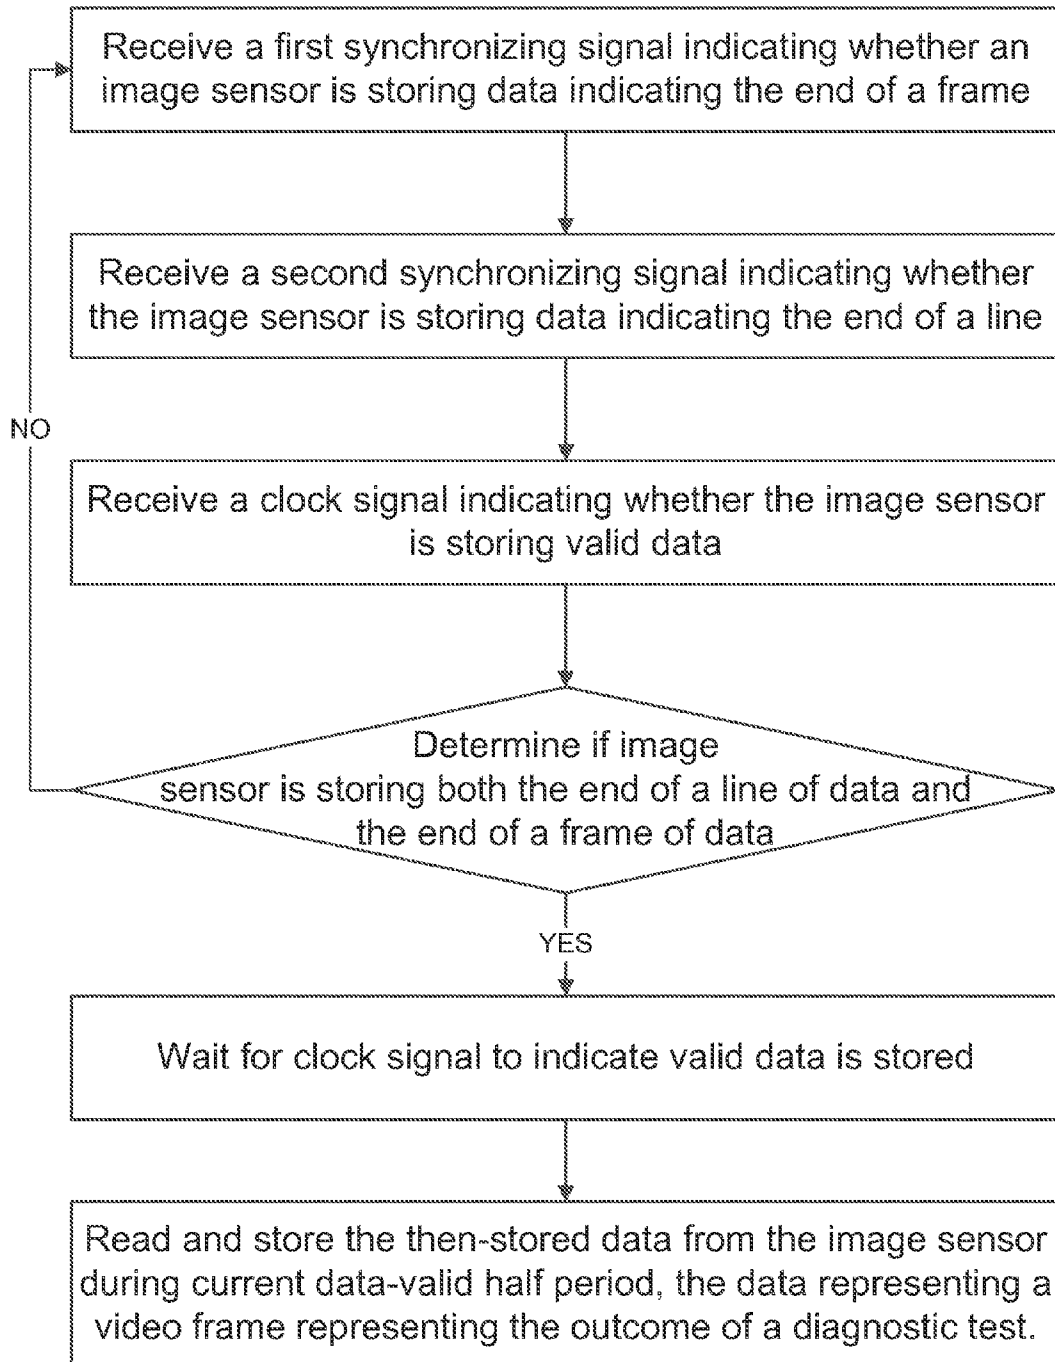 Receive a first synchronizing signal indicating whether an
image sensor is storing data indicating the end of a frame
Receive a second synchronizing signal indicating whether
the image sensor is storing data indicating the end of a line
NO
Receive a clock signal indicating whether the image sensor
is storing valid data
Determine if image
sensor is storing both the end of a line of data and
the end of a frame of data
YES
Wait for clock signal to indicate valid data is stored
Read and store the then-stored data from the image sensor
during current data-valid half period, the data representing a
video frame representing the outcome of a diagnostic test.